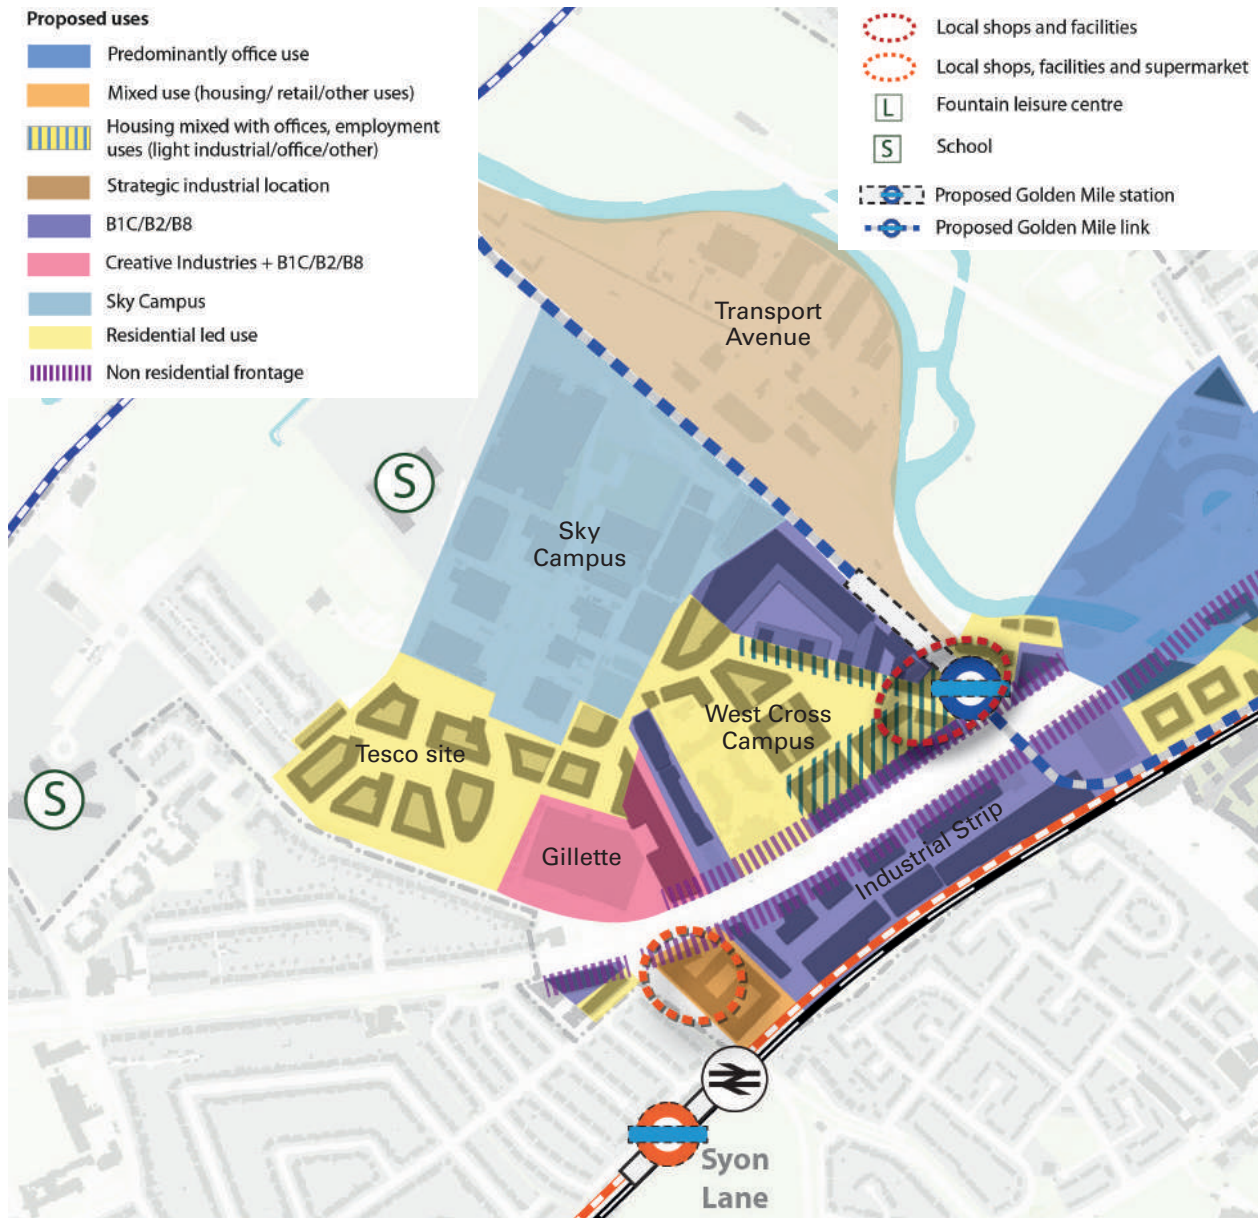 Proposed uses
Predominantly office use
Mixed use (housing/ retail/other uses)
Housing mixed with offices, employment
uses (light industrial/office/other)
Strategic industrial location
B1C/B2/B8
Creative Industries + B1C/B2/B8
Sky Campus
Residential led use
Non residential frontage
Local shops and facilities
Local shops, facilities and supermarket
L
Fountain leisure centre
S
School
Proposed Golden Mile station
Proposed Golden Mile link
Transport
Avenue
S
Sky
Campus
West Cross
Campus
Tesco site
S
Gillette
Industrial Strip
Syon
Lane